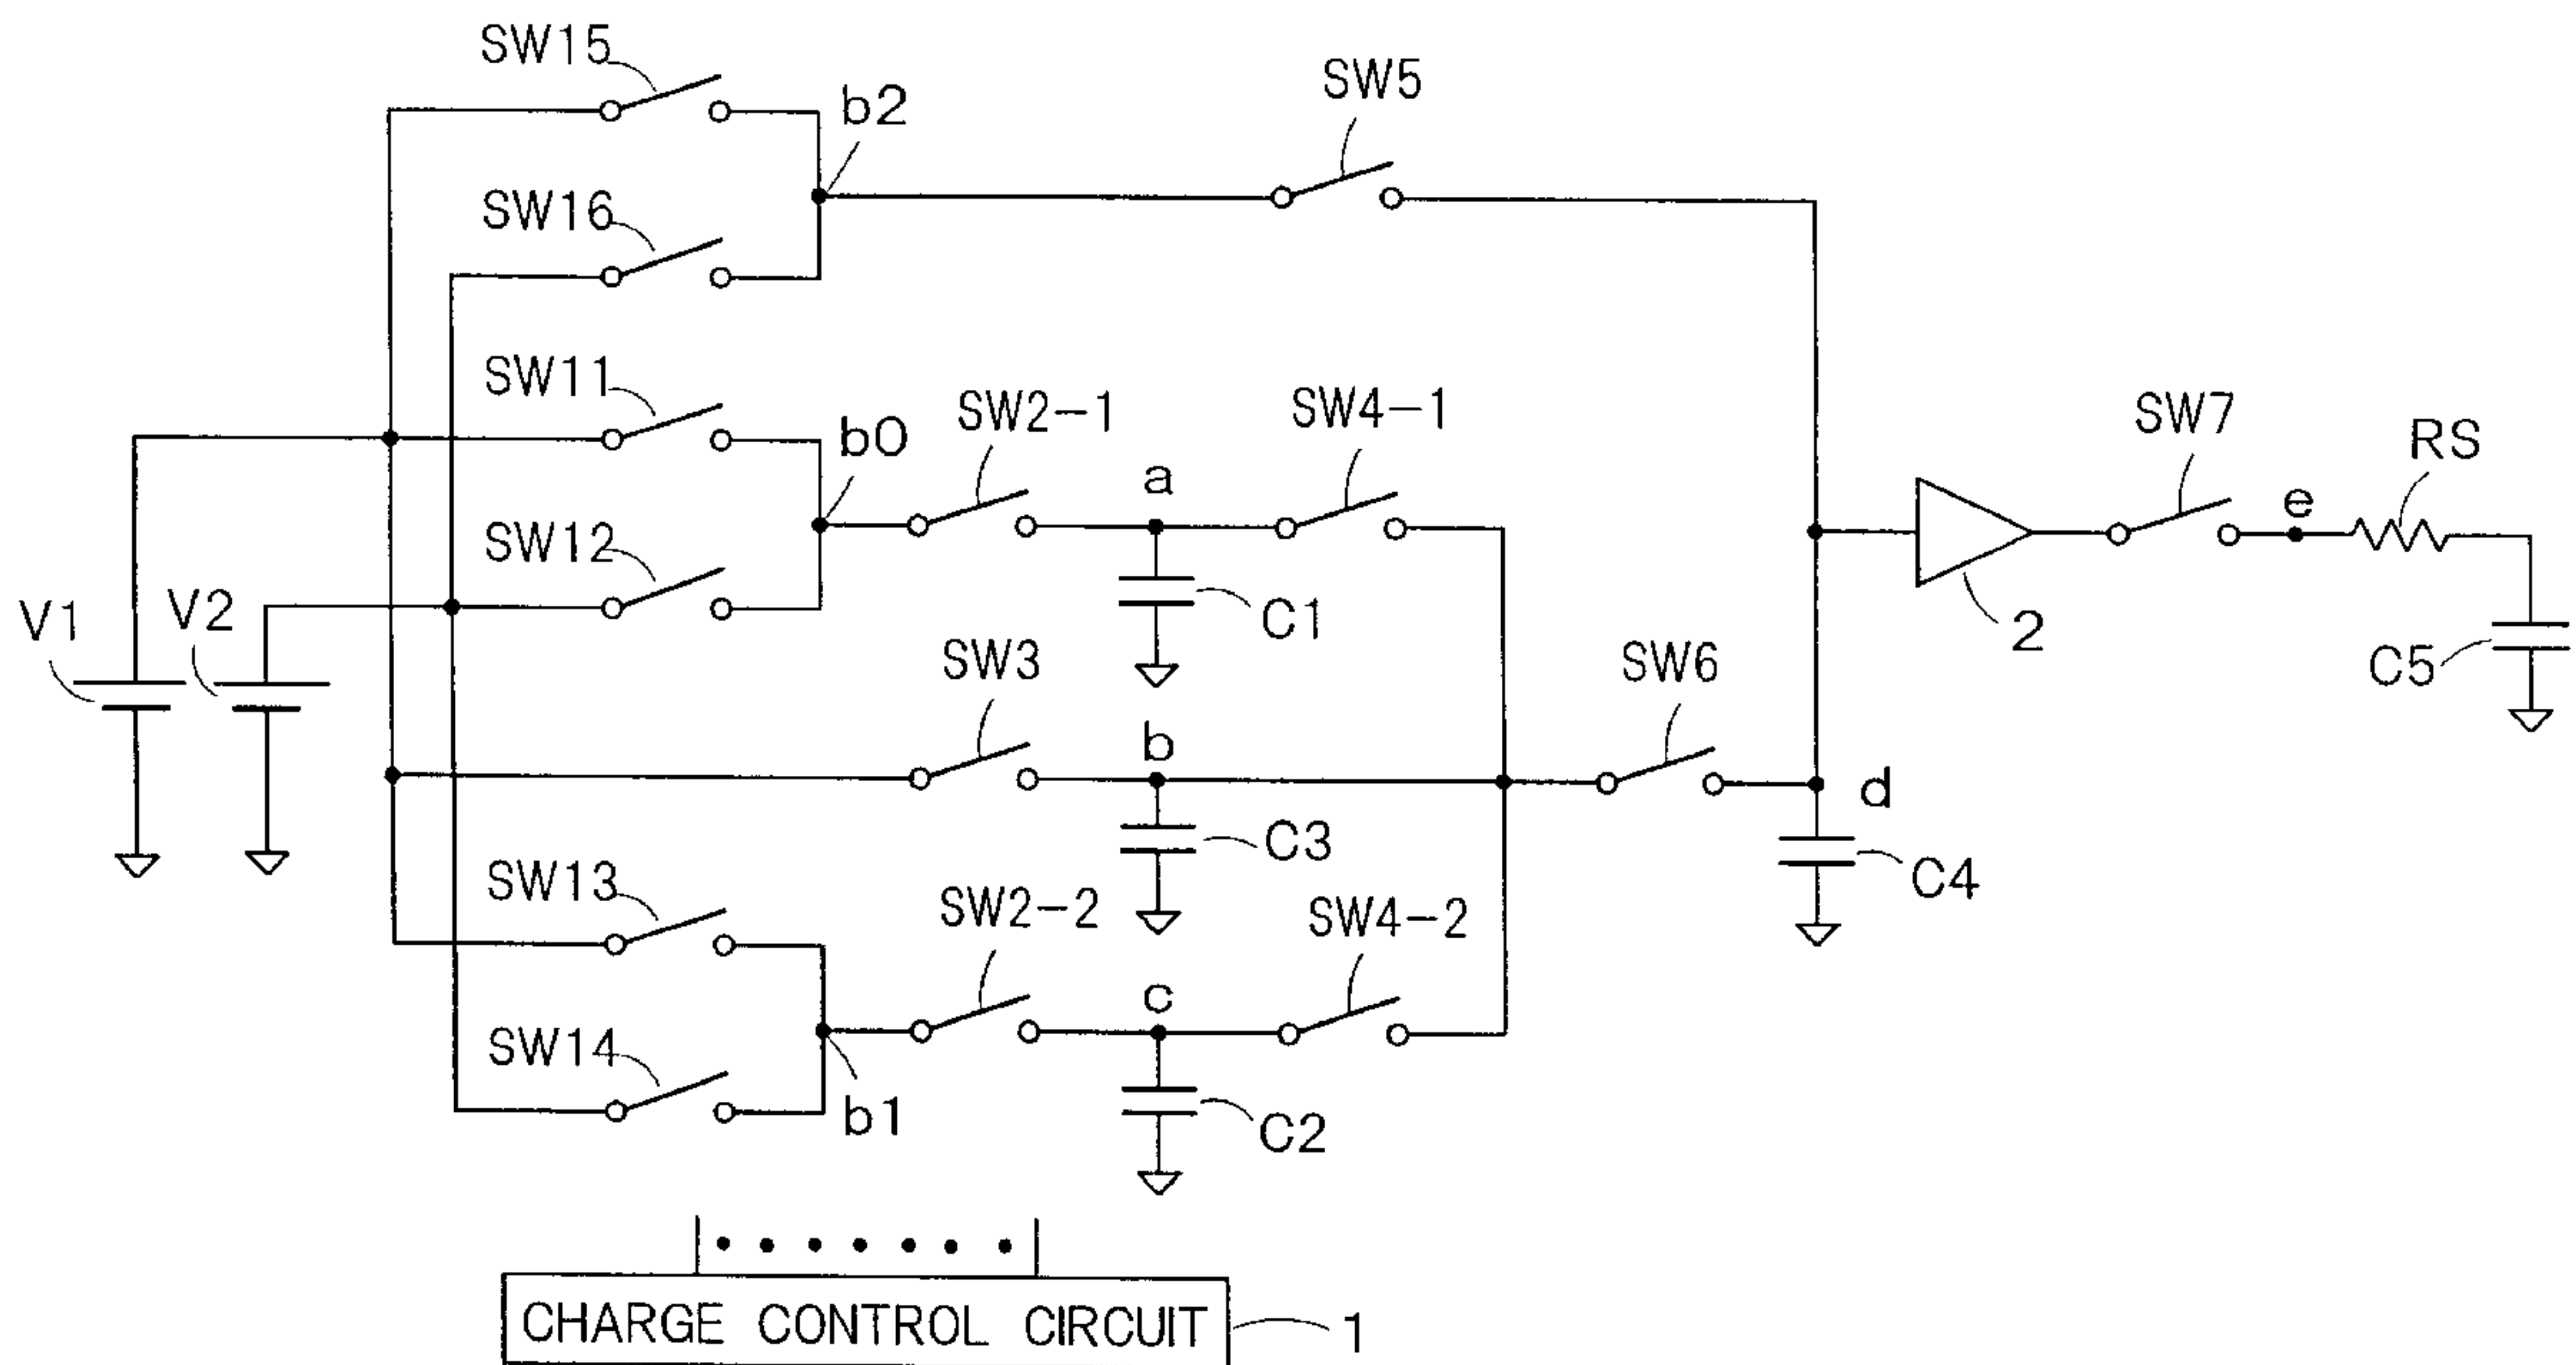 SW15
b2
SW5
SW16
SW11
b0
SW2-1
SW4-1
SW7
RS
a
e
SW12
V1
V2
C1
2
C5
SW3
SW6
b
d
C3
C4
SW13
SW2-2
SW4-2
c
SW14
b1
C2
CHARGE CONTROL CIRCUIT
1